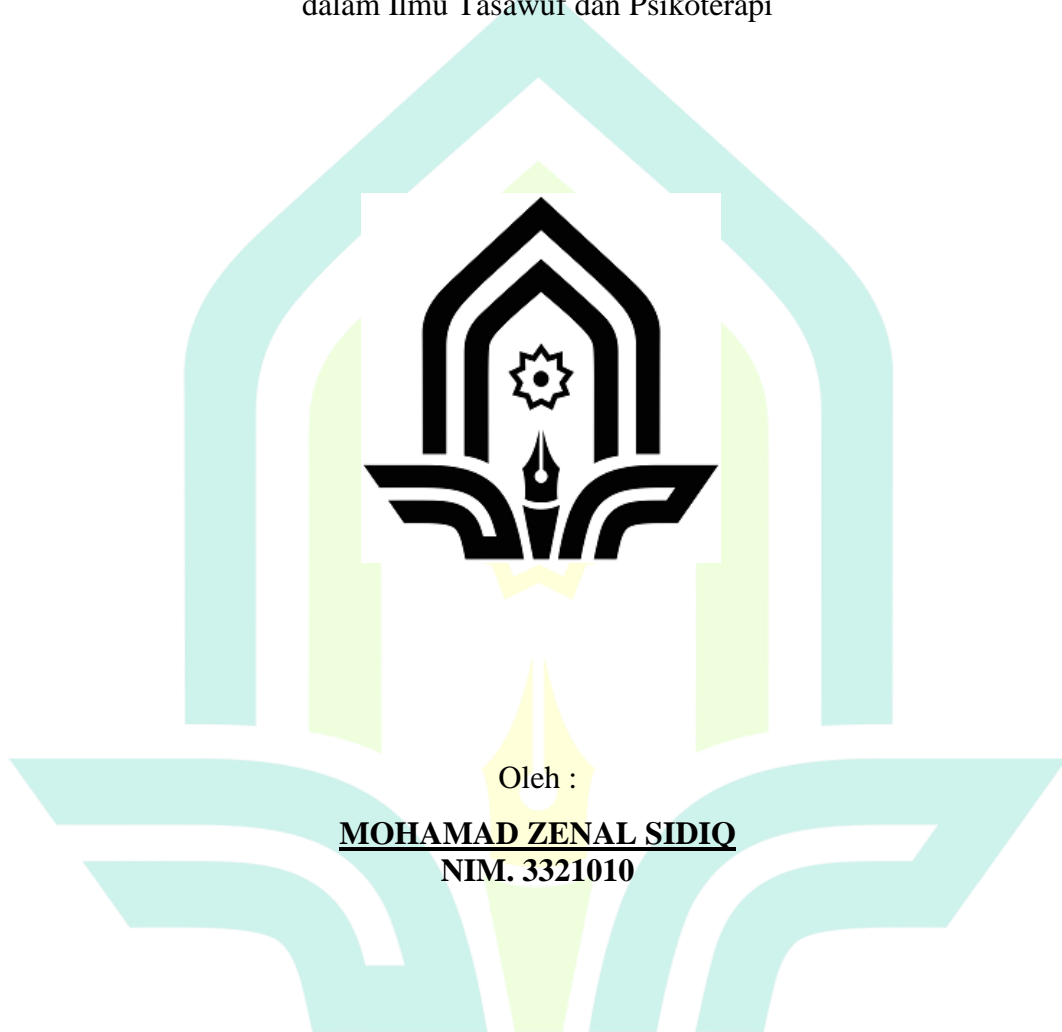 dalam Ilmu Tasawuf dan Psikoterapi
Oleh :
MOHAMAD ZENAL SIDIQ
NIM. 3321010